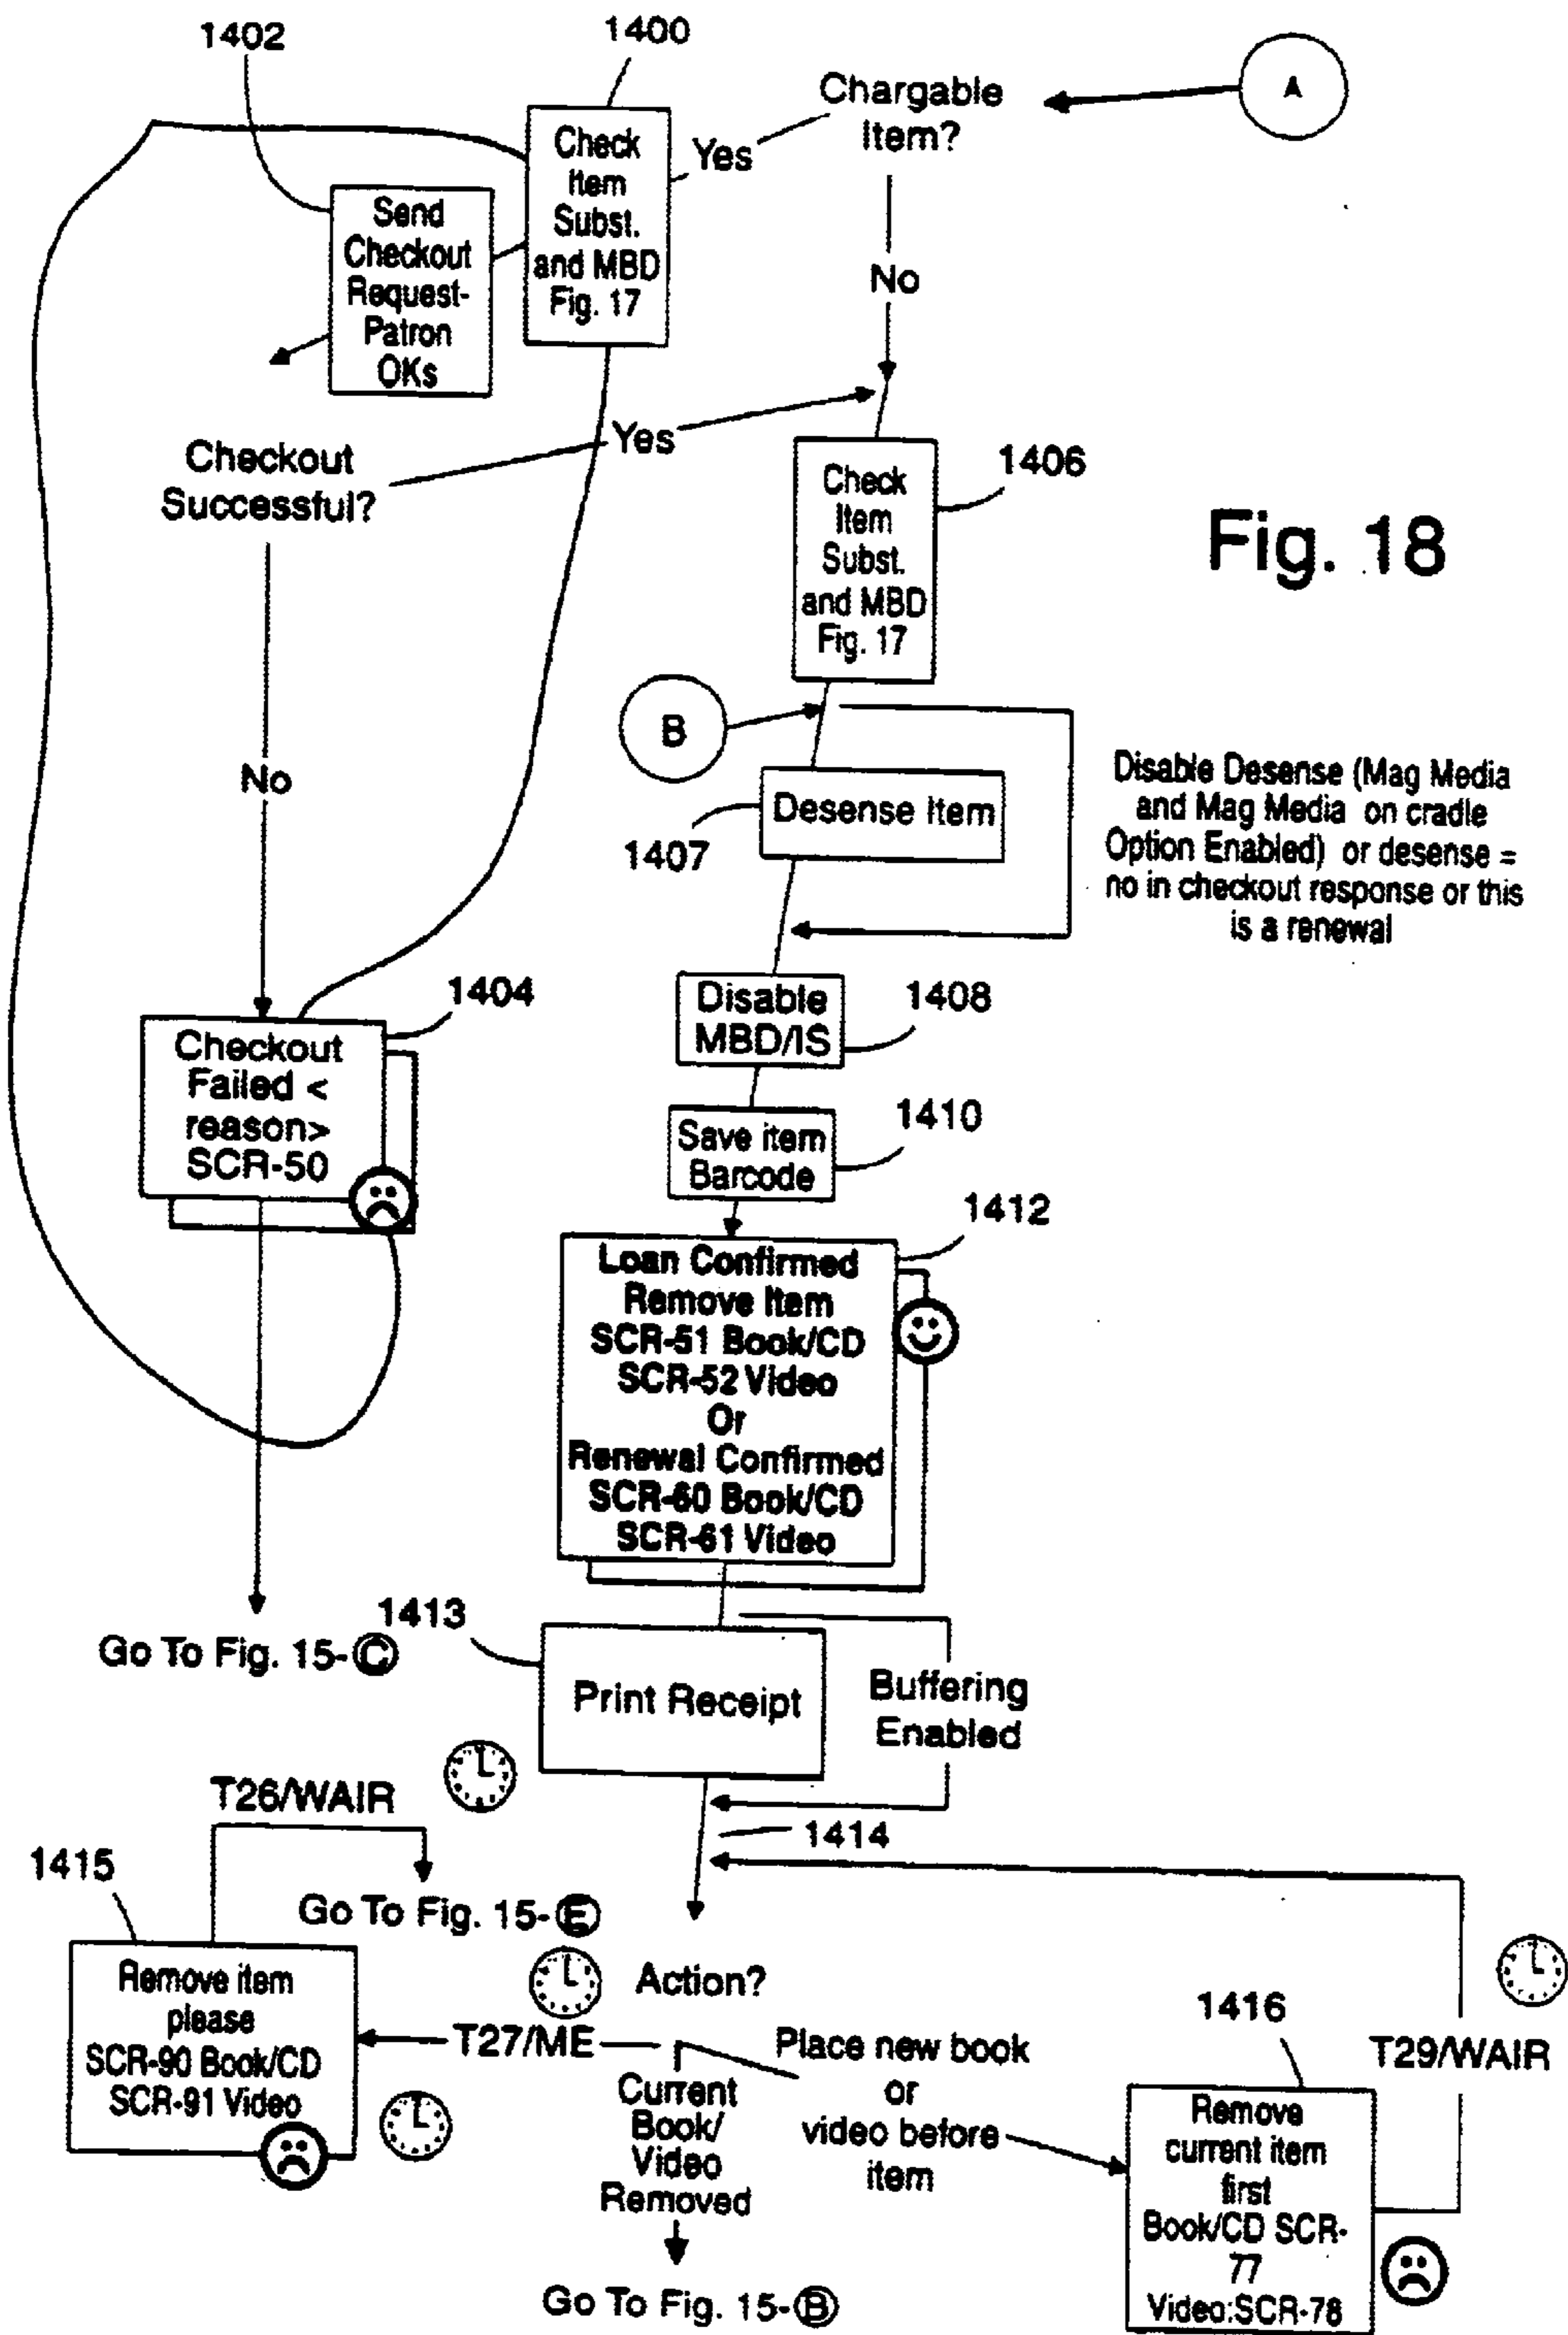 1402
1400
A
Chargable
Item?
Yes
Check
Item
Subst.
and MBD
Fig. 17
Send
Checkout
Request-
Patron
OKs
No
Checkout
Successful?
Yes
Check
Item
Subst.
and MBD
Fig. 17
1406
Fig. 18
B
No
Desense Item
1407
Disable Desense (Mag Media
and Mag Media on cradle
Option Enabled) or desense =
no in checkout response or this
is a renewal
1404
Checkout
Failed <
reason>
SCR-50
Disable
MBD/IS
1408
Save item
Barcode
1410
1412
Loan Confirmed
Remove Item
SCR-51 Book/CD
SCR-52 Video
Or
Renewal Confirmed
SCR-60 Book/CD
SCR-61 Video
Go To Fig. 15-C
1413
Print Receipt
Buffering
Enabled
1414
T26/WAIR
1415
Go To Fig. 15-E
Remove item
please
SCR-90 Book/CD
SCR-91 Video
Action?
T27/ME
Current
Book/
Video
Removed
Place new book
or
video before
item
1416
T29/WAIR
Remove
current item
first
Book/CD SCR-
77
Video:SCR-78
Go To Fig. 15-B